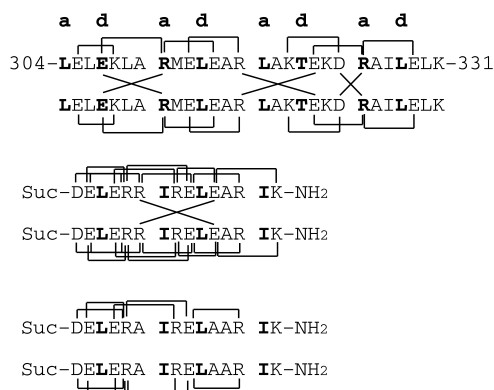 a d a d a d a d
304-LELEKLA RMELEAR LAKTEKD RAILELK-331
LELEKLA RMELEAR LAKTEKD RAILELK
Suc-DELERR IRELEAR IK-NH2
Suc-DELERR IRELEAR IK-NH2
Suc-DELERA IRELAAR IK-NH2
Suc-DELERA IRELAAR IK-NH2